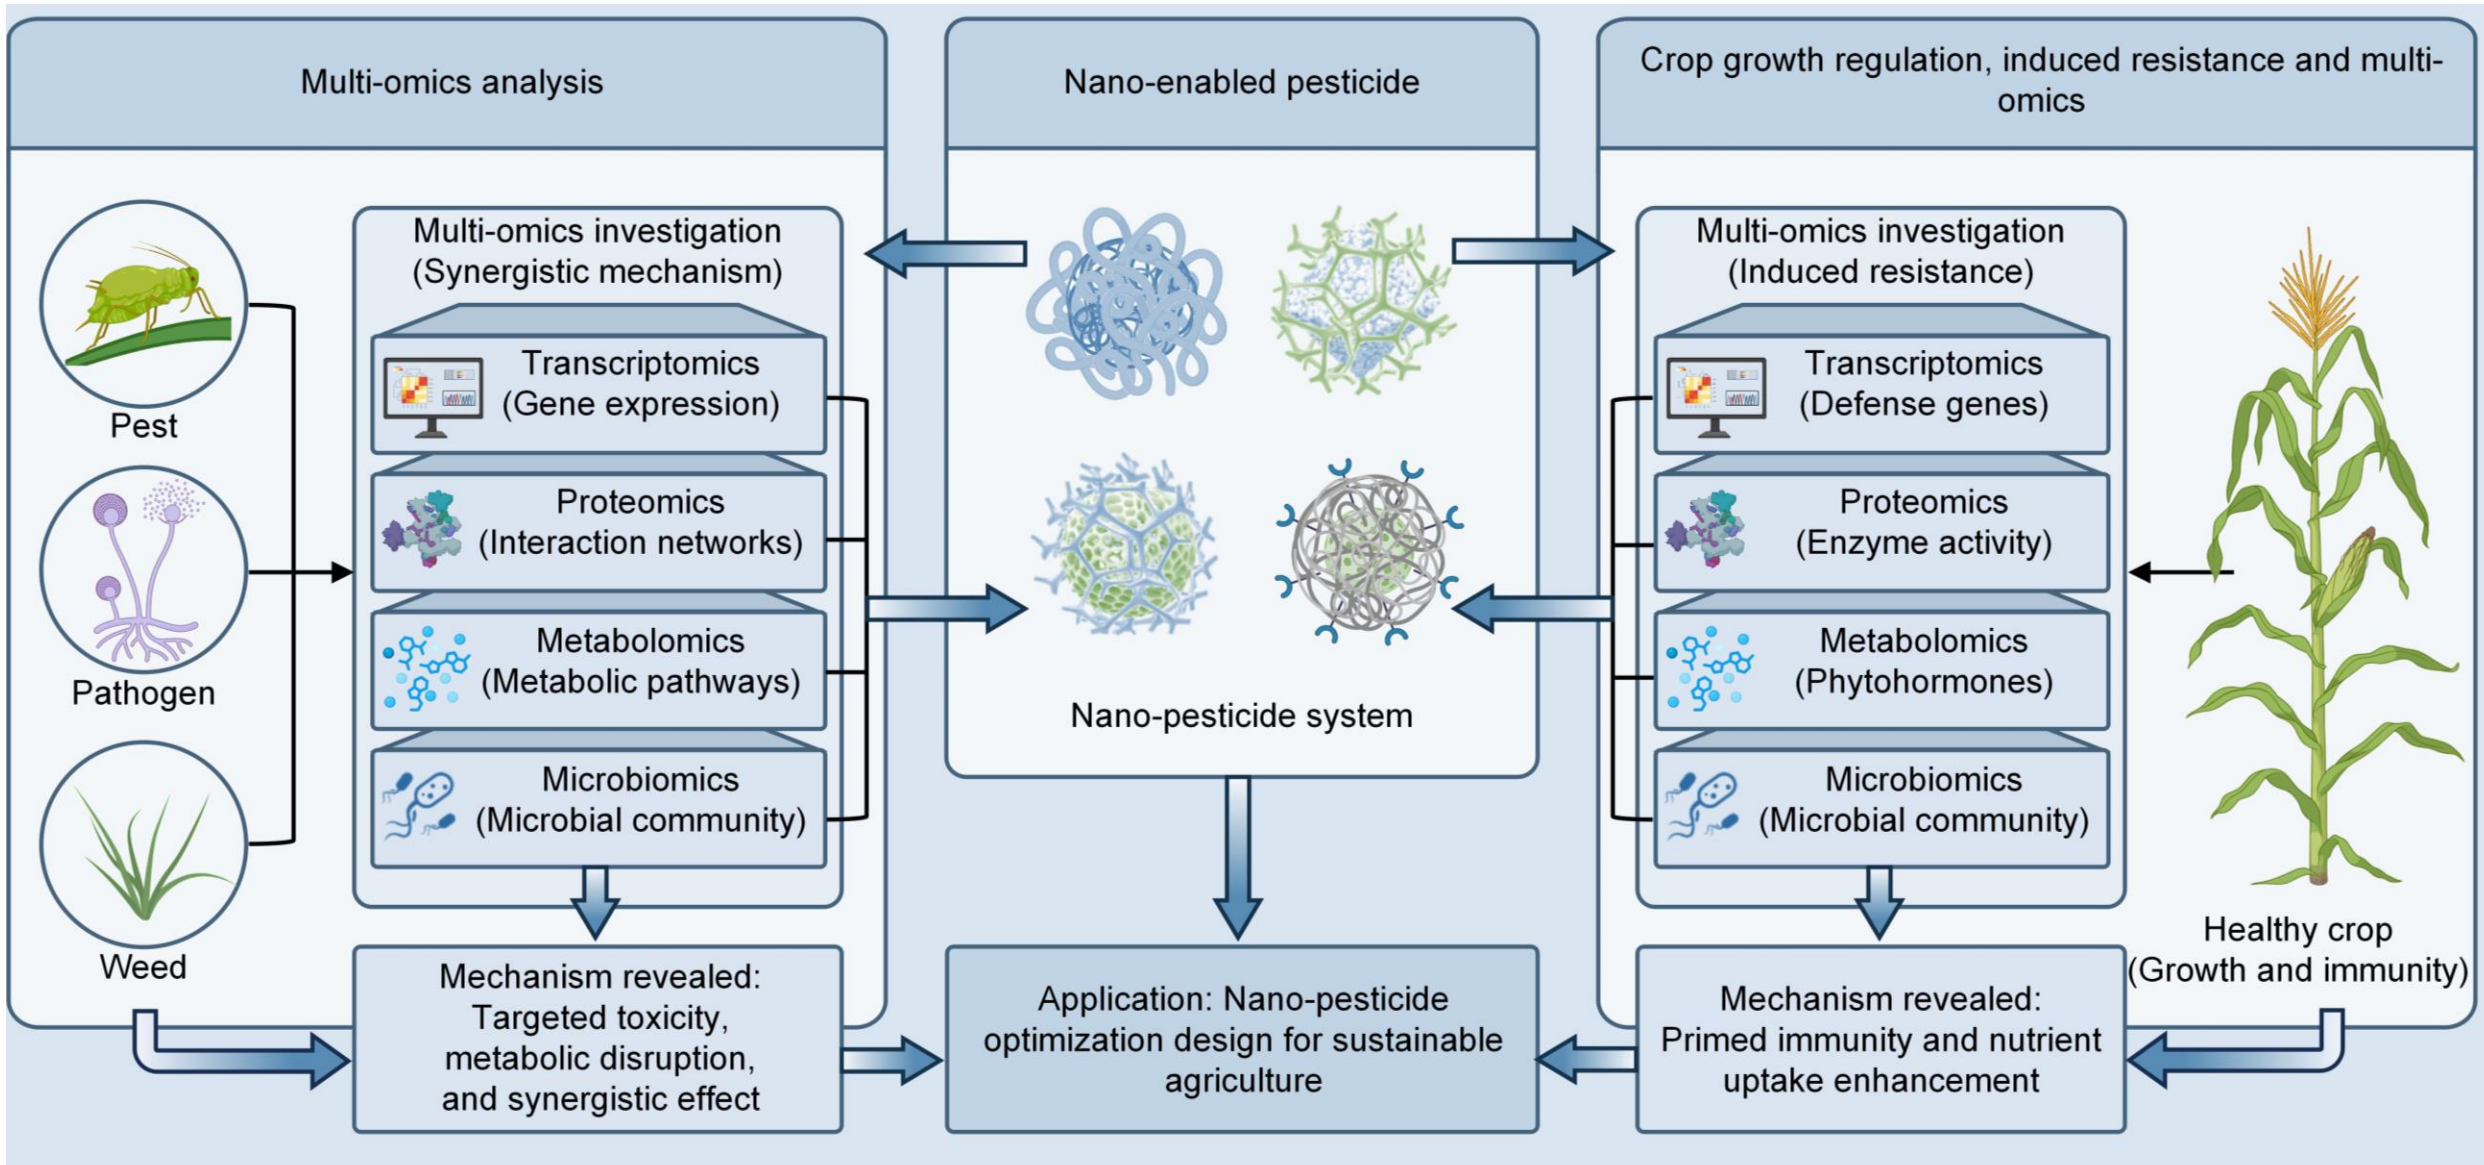 Multi-omics analysis
Pest
Pathogen
Weed
Multi-omics investigation
(Synergistic mechanism)
Transcriptomics
(Gene expression)
Proteomics
(Interaction networks)
Metabolomics
(Metabolic pathways)
Microbiomics
(Microbial community)
Mechanism revealed:
Targeted toxicity,
metabolic disruption,
and synergistic effect
Nano-enabled pesticide
Nano-pesticide system
Application: Nano-pesticide
optimization design for sustainable
agriculture
Crop growth regulation, induced resistance and multi-
omics
Multi-omics investigation
(Induced resistance)
Transcriptomics
(Defense genes)
Proteomics
(Enzyme activity)
Metabolomics
(Phytohormones)
Microbiomics
(Microbial community)
Healthy crop
(Growth and immunity)
Mechanism revealed:
Primed immunity and nutrient
uptake enhancement